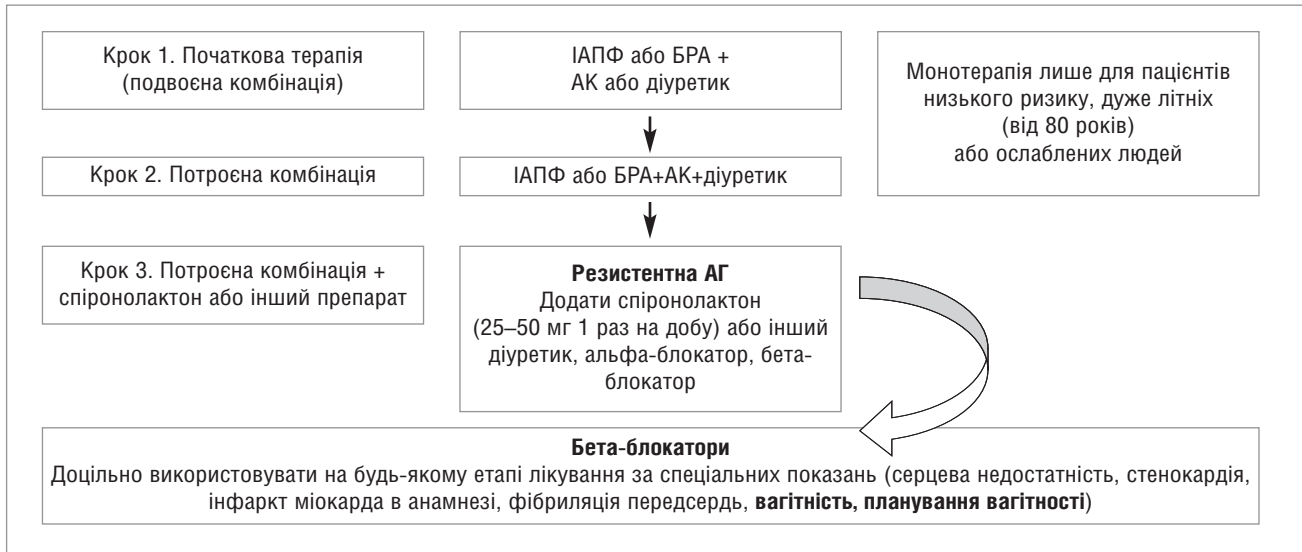 Крок 1. Початкова терапія
(подвоєна комбінація)
ІАПФ або БРА +
АК або діуретик
Монотерапія лише для пацієнтів
низького ризику, дуже літніх
(від 80 років)
або ослаблених людей
Крок 2. Потроєна комбінація
ІАПФ або БРА+АК+діуретик
Крок 3. Потроєна комбінація +
спіронолактон або інший препарат
Резистентна АГ
Додати спіронолактон
(25–50 мг 1 раз на добу) або інший
діуретик, альфа-блокатор, бета-
блокатор
Бета-блокатори
Доцільно використовувати на будь-якому етапі лікування за спеціальних показань (серцева недостатність, стенокардія,
інфаркт міокарда в анамнезі, фібриляція передсердь, вагітність, планування вагітності)